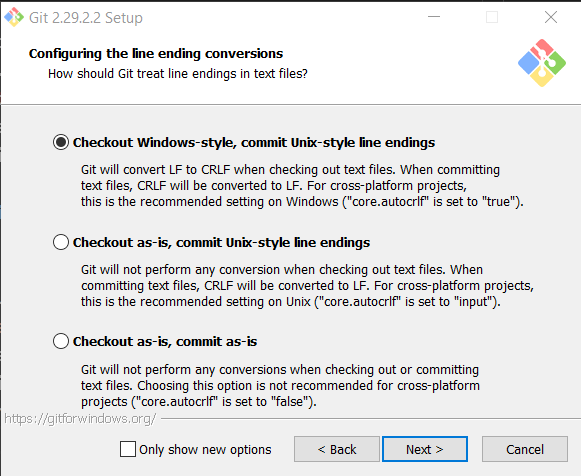 Git 2.29.2.2 Setup
Configuring the line ending conversions
How should Git treat line endings in text files?
Checkout Windows-style, commit Unix-style line endings
Git will convert LF to CRLF when checking out text files. When committing
text files, CRLF will be converted to LF. For cross-platform projects,
this is the recommended setting on Windows ("core.autocrlf" is set to "true").
Checkout as-is, commit Unix-style line endings
Git will not perform any conversion when checking out text files. When
committing text files, CRLF will be converted to LF. For cross-platform projects,
this is the recommended setting on Unix ("core.autocrlf" is set to "input").
Checkout as-is, commit as-is
Git will not perform any conversions when checking out or committing
text files. Choosing this option is not recommended for cross-platform
projects ("core.autocrlf" is set to "false").
https://gitforwindows.org/
Only show new options
< Back
Next >
Cancel